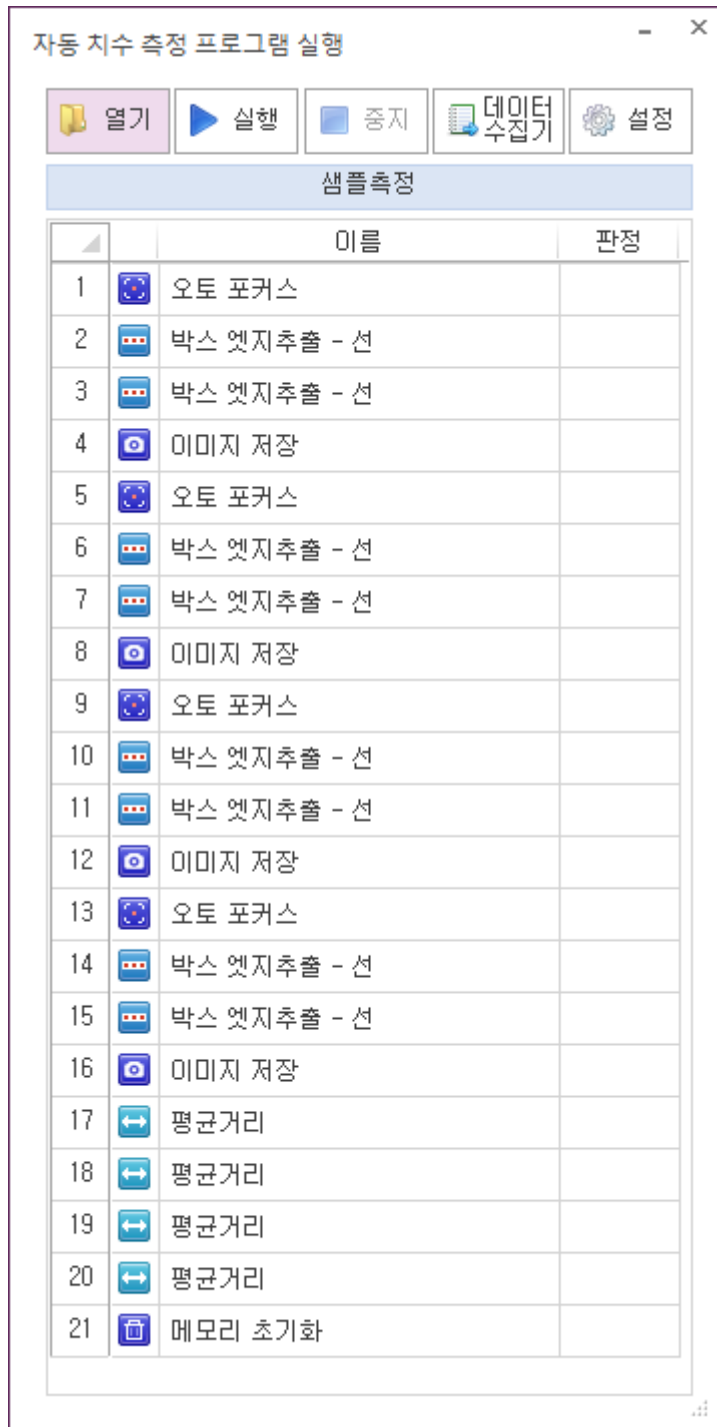 자동 치수 측정 프로그램 실행
열기 실행 중지 데이터 수집기 설정
샘플측정
이름 판정
1 오토 포커스
2 박스 엣지추출 - 선
3 박스 엣지추출 - 선
4 이미지 저장
5 오토 포커스
6 박스 엣지추출 - 선
7 박스 엣지추출 - 선
8 이미지 저장
9 오토 포커스
10 박스 엣지추출 - 선
11 박스 엣지추출 - 선
12 이미지 저장
13 오토 포커스
14 박스 엣지추출 - 선
15 박스 엣지추출 - 선
16 이미지 저장
17 평균거리
18 평균거리
19 평균거리
20 평균거리
21 메모리 초기화